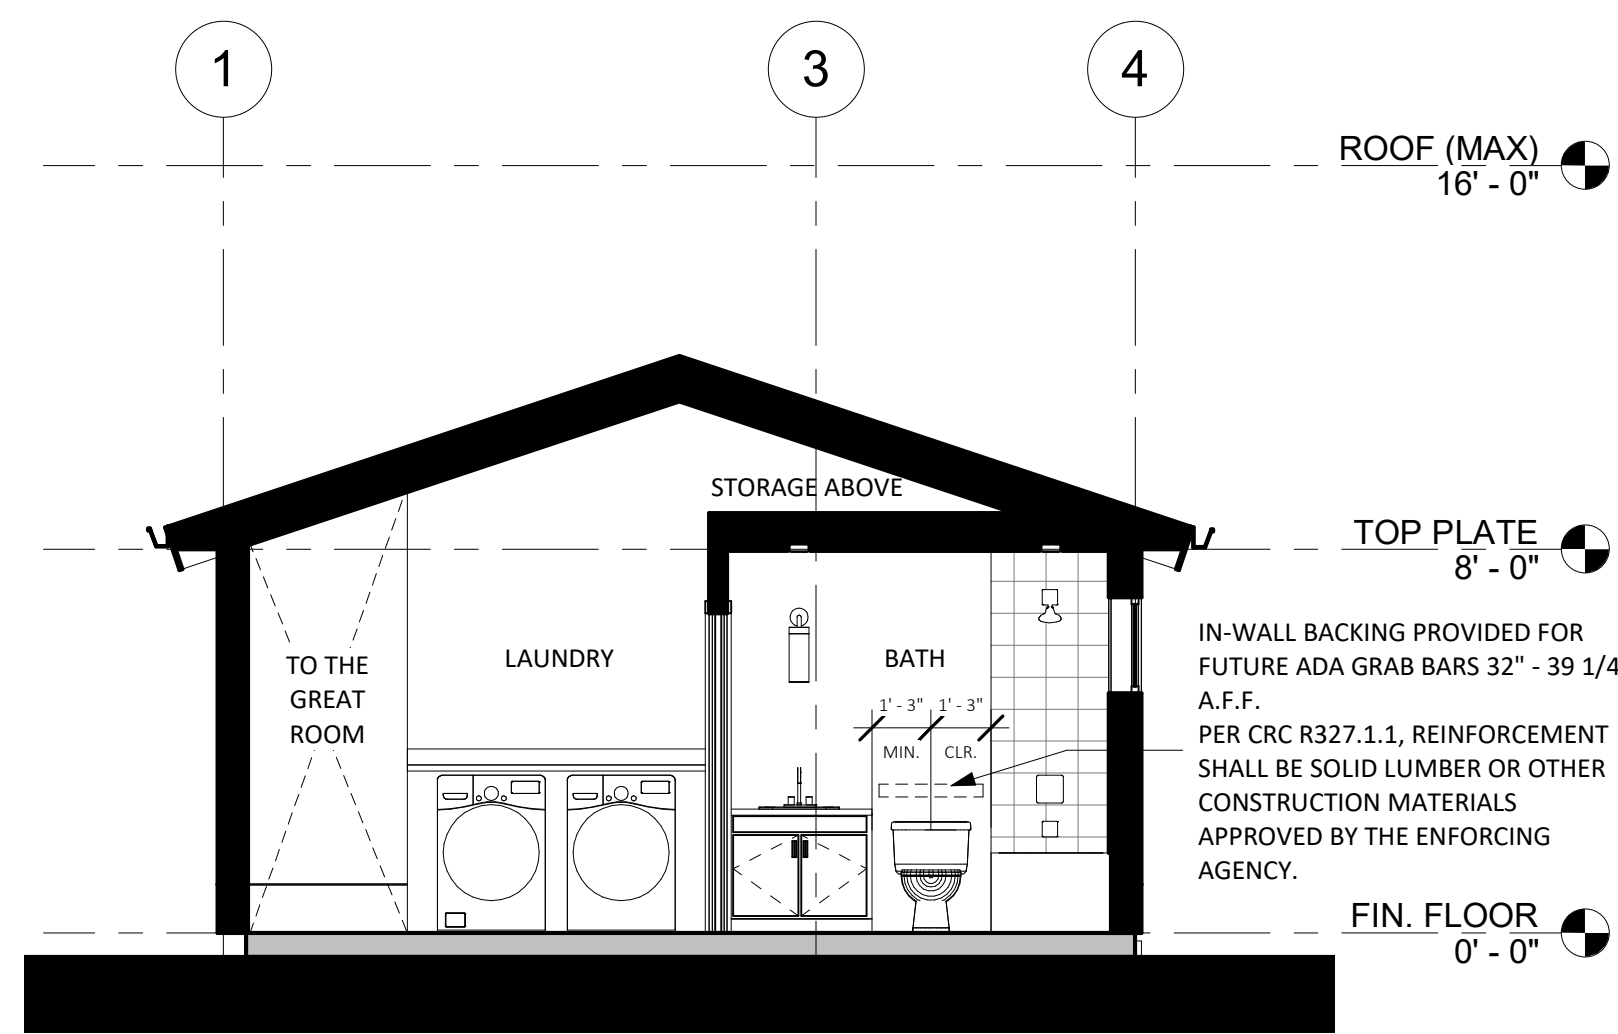 1
3
4
ROOF (MAX)
16' - 0"
STORAGE ABOVE
TOP PLATE
8' - 0"
TO THE
GREAT
ROOM
LAUNDRY
BATH
1' - 3" 1' - 3"
MIN. CLR.
IN-WALL BACKING PROVIDED FOR
FUTURE ADA GRAB BARS 32" - 39 1/4
A.F.F.
PER CRC R327.1.1, REINFORCEMENT
SHALL BE SOLID LUMBER OR OTHER
CONSTRUCTION MATERIALS
APPROVED BY THE ENFORCING
AGENCY.
FIN. FLOOR
0' - 0"